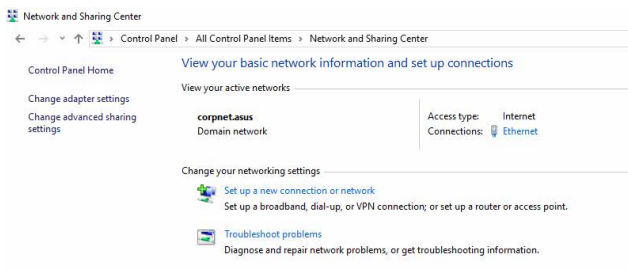 Network and Sharing Center
Control Panel > All Control Panel Items > Network and Sharing Center
Control Panel Home
Change adapter settings
Change advanced sharing
settings
View your basic network information and set up connections
View your active networks
corpnet.asus
Domain network
Access type: Internet
Connections: Ethernet
Change your networking settings
Set up a new connection or network
Set up a broadband, dial-up, or VPN connection; or set up a router or access point.
Troubleshoot problems
Diagnose and repair network problems, or get troubleshooting information.